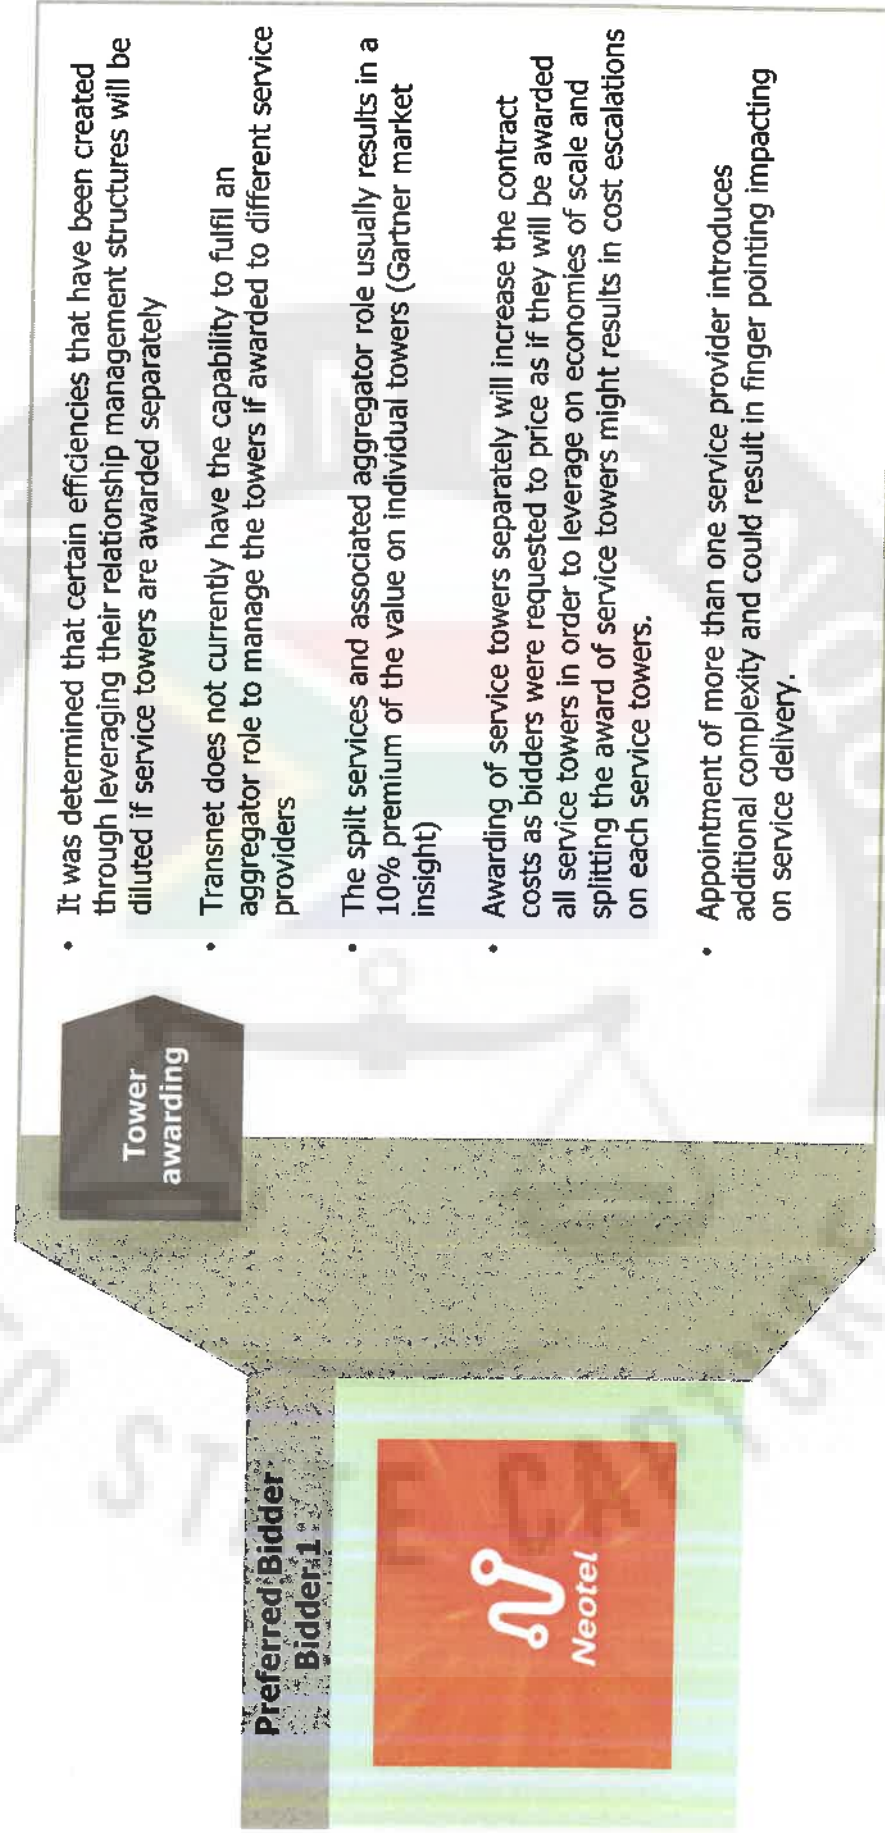 Preferred Bidder
Bidder 1
Neotel
Tower
awarding
• It was determined that certain efficiencies that have been created
through leveraging their relationship management structures will be
diluted if service towers are awarded separately
• Transnet does not currently have the capability to fulfil an
aggregator role to manage the towers if awarded to different service
providers
• The spilt services and associated aggregator role usually results in a
10% premium of the value on individual towers (Gartner market
insight)
• Awarding of service towers separately will increase the contract
costs as bidders were requested to price as if they will be awarded
all service towers in order to leverage on economies of scale and
splitting the award of service towers might results in cost escalations
on each service towers.
• Appointment of more than one service provider introduces
additional complexity and could result in finger pointing impacting
on service delivery.
STATE CAPTURE